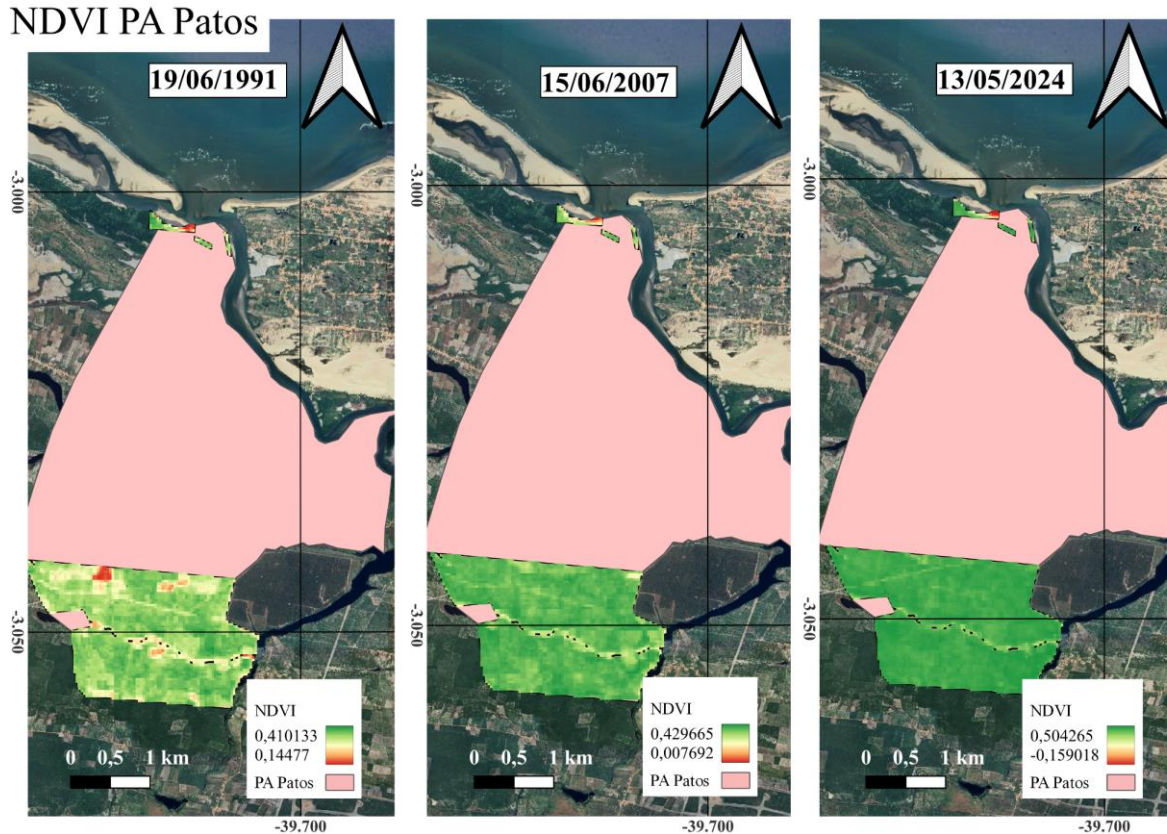 NDVI PA Patos
19/06/1991
-3.000
-3.050
NDVI
0,410133
0,14477
PA Patos
0 0,5 1 km
-39.700
15/06/2007
NDVI
0,429665
0,007692
PA Patos
0 0,5 1 km
-39.700
-3.000
-3.050
13/05/2024
NDVI
0,504265
-0,159018
PA Patos
0 0,5 1 km
-39.700
-3.000
-3.050